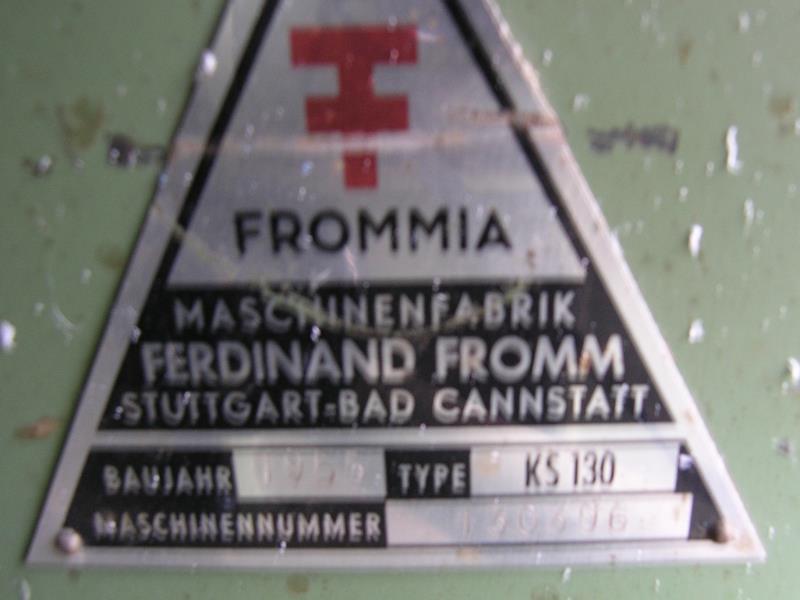 FROMMIA
MASCHINENFABRIK
FERDINAND FROMM
STUTTGART-BAD CANNSTATT
BAUJAHR TYPE KS 130
MASCHINENNUMMER